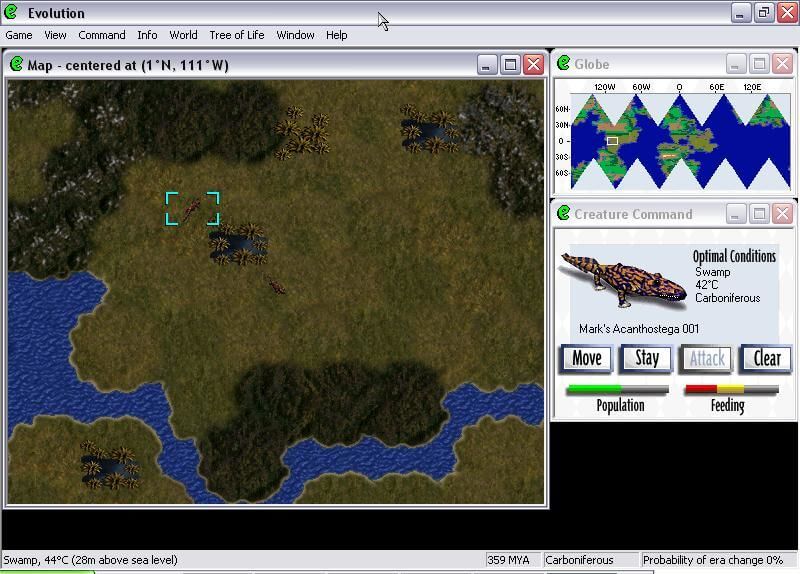 Evolution
Game View Command Info World Tree of Life Window Help
Map - centered at (1°N, 111°W)
Globe
120W 60W 0 60E 120E
60N
30N
0
30S
60S
Creature Command
Optimal Conditions
Swamp
42°C
Carboniferous
Mark's Acanthostega 001
Move Stay Attack Clear
Population Feeding
Swamp, 44°C (28m above sea level) 359 MYA Carboniferous Probability of era change 0%